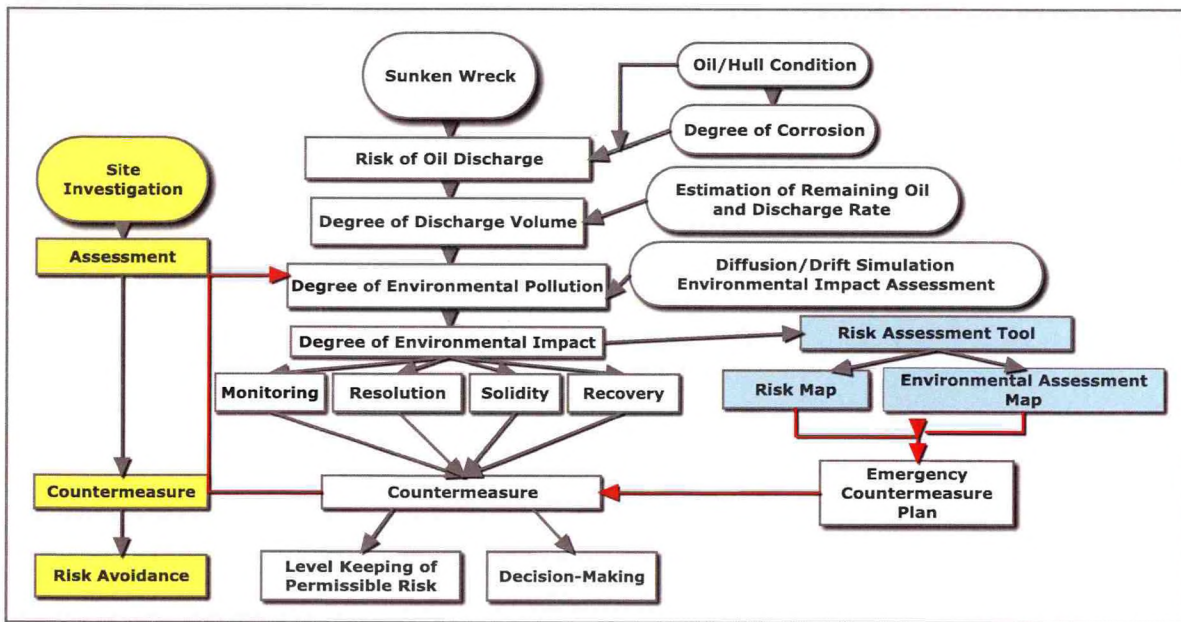 Sunken Wreck
Oil/Hull Condition
Degree of Corrosion
Risk of Oil Discharge
Site
Investigation
Estimation of Remaining Oil
and Discharge Rate
Degree of Discharge Volume
Assessment
Diffusion/Drift Simulation
Environmental Impact Assessment
Degree of Environmental Pollution
Degree of Environmental Impact
Risk Assessment Tool
Monitoring
Resolution
Solidity
Recovery
Risk Map
Environmental Assessment
Map
Countermeasure
Countermeasure
Emergency
Countermeasure
Plan
Risk Avoidance
Level Keeping of
Permissible Risk
Decision-Making